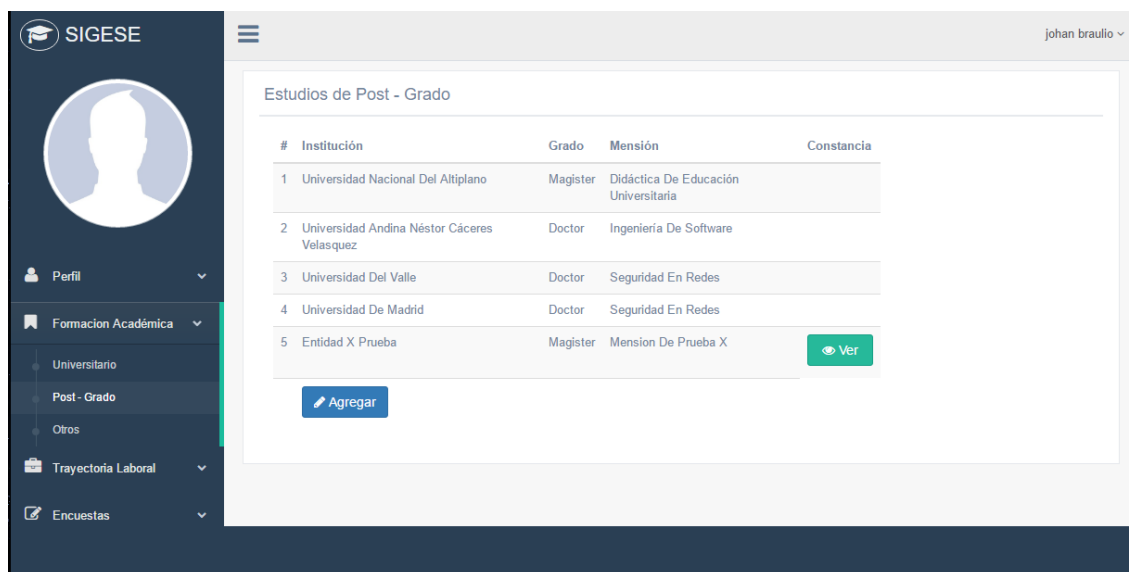 SIGESE
johan braulio
Estudios de Post - Grado
# Institución Grado Mensión Constancia
1 Universidad Nacional Del Altiplano Magister Didáctica De Educación
Universitaria
2 Universidad Andina Néstor Cáceres Doctor Ingeniería De Software
Velasquez
3 Universidad Del Valle Doctor Seguridad En Redes
4 Universidad De Madrid Doctor Seguridad En Redes
5 Entidad X Prueba Magister Mension De Prueba X Ver
Agregar
Perfil
Formacion Académica
Universitario
Post - Grado
Otros
Trayectoria Laboral
Encuestas